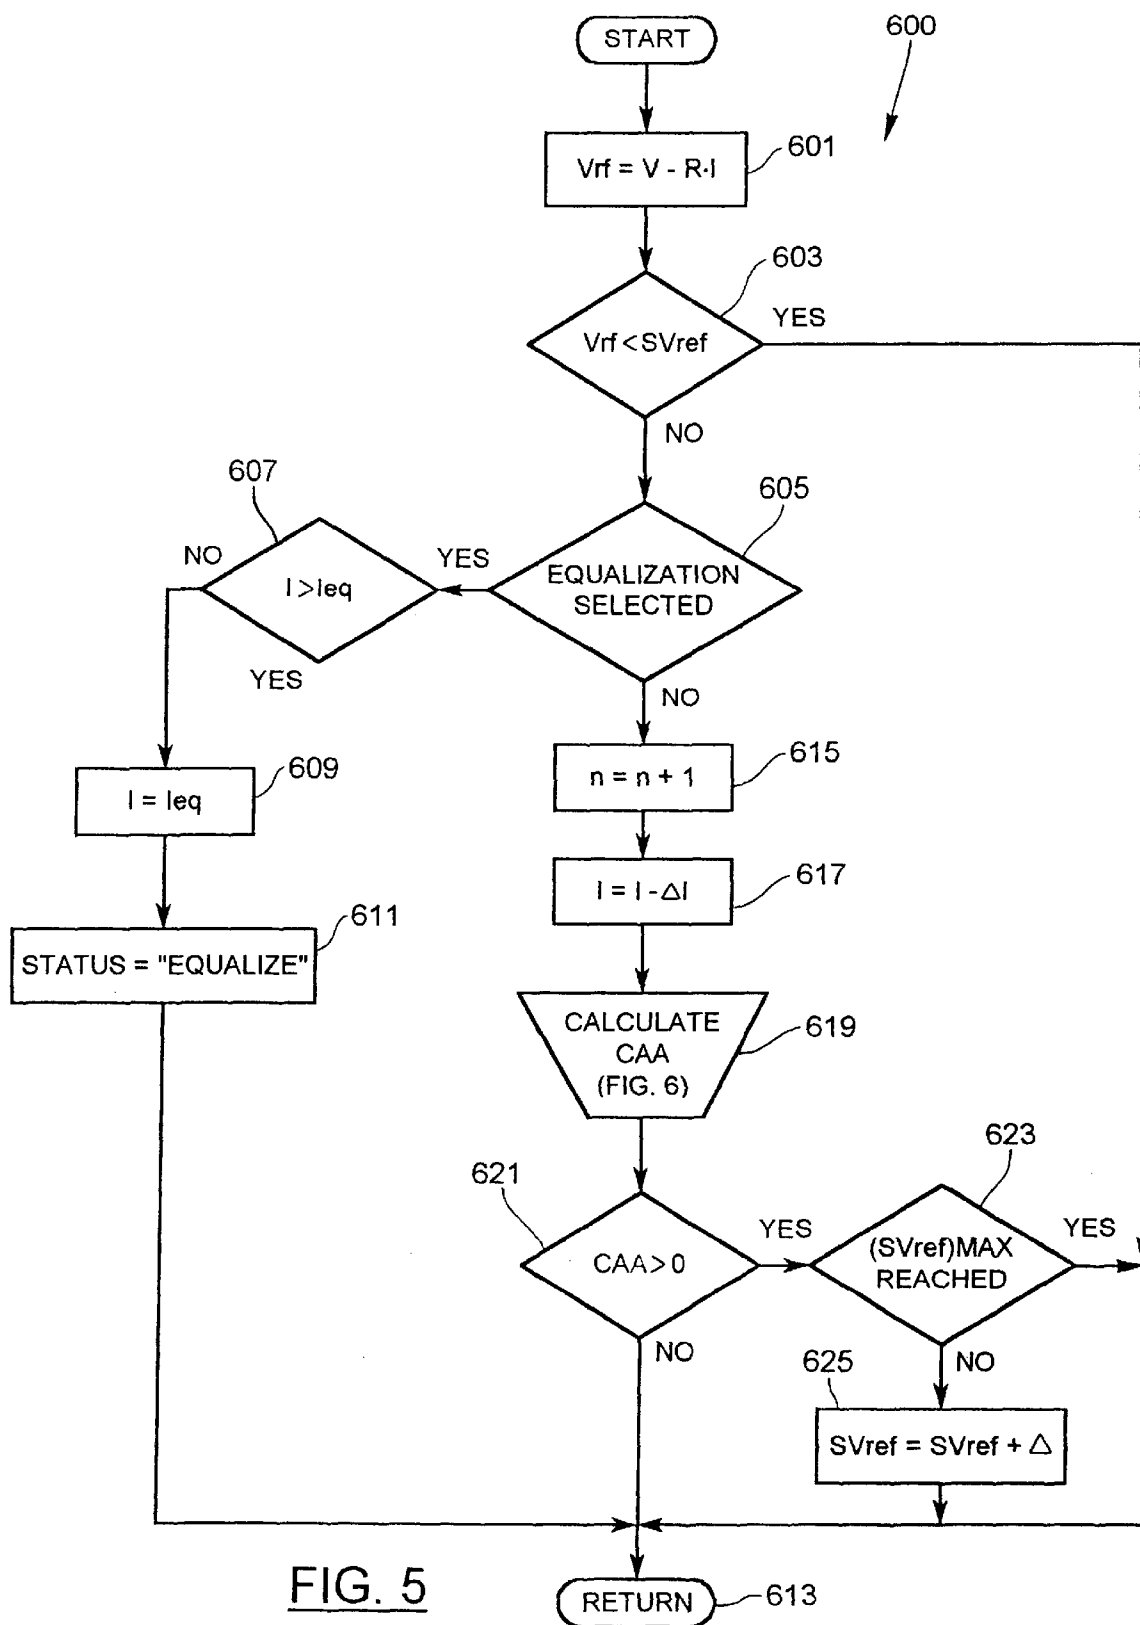 START
600
Vrf = V - R·I
601
603
Vrf < SVref
YES
NO
607
605
NO
I > Ieq
YES
EQUALIZATION
SELECTED
YES
NO
609
I = Ieq
n = n + 1
615
611
STATUS = "EQUALIZE"
I = I - △I
617
CALCULATE
CAA
(FIG. 6)
619
621
623
CAA > 0
YES
(SVref)MAX
REACHED
YES
NO
NO
625
SVref = SVref + △
FIG. 5
RETURN
613